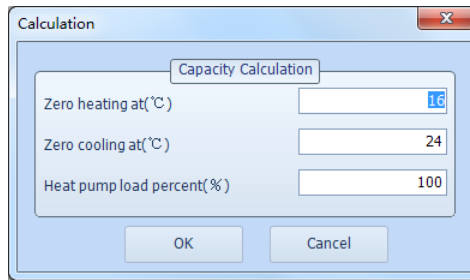 Calculation
Capacity Calculation
Zero heating at(℃) 16
Zero cooling at(℃) 24
Heat pump load percent(%) 100
OK Cancel